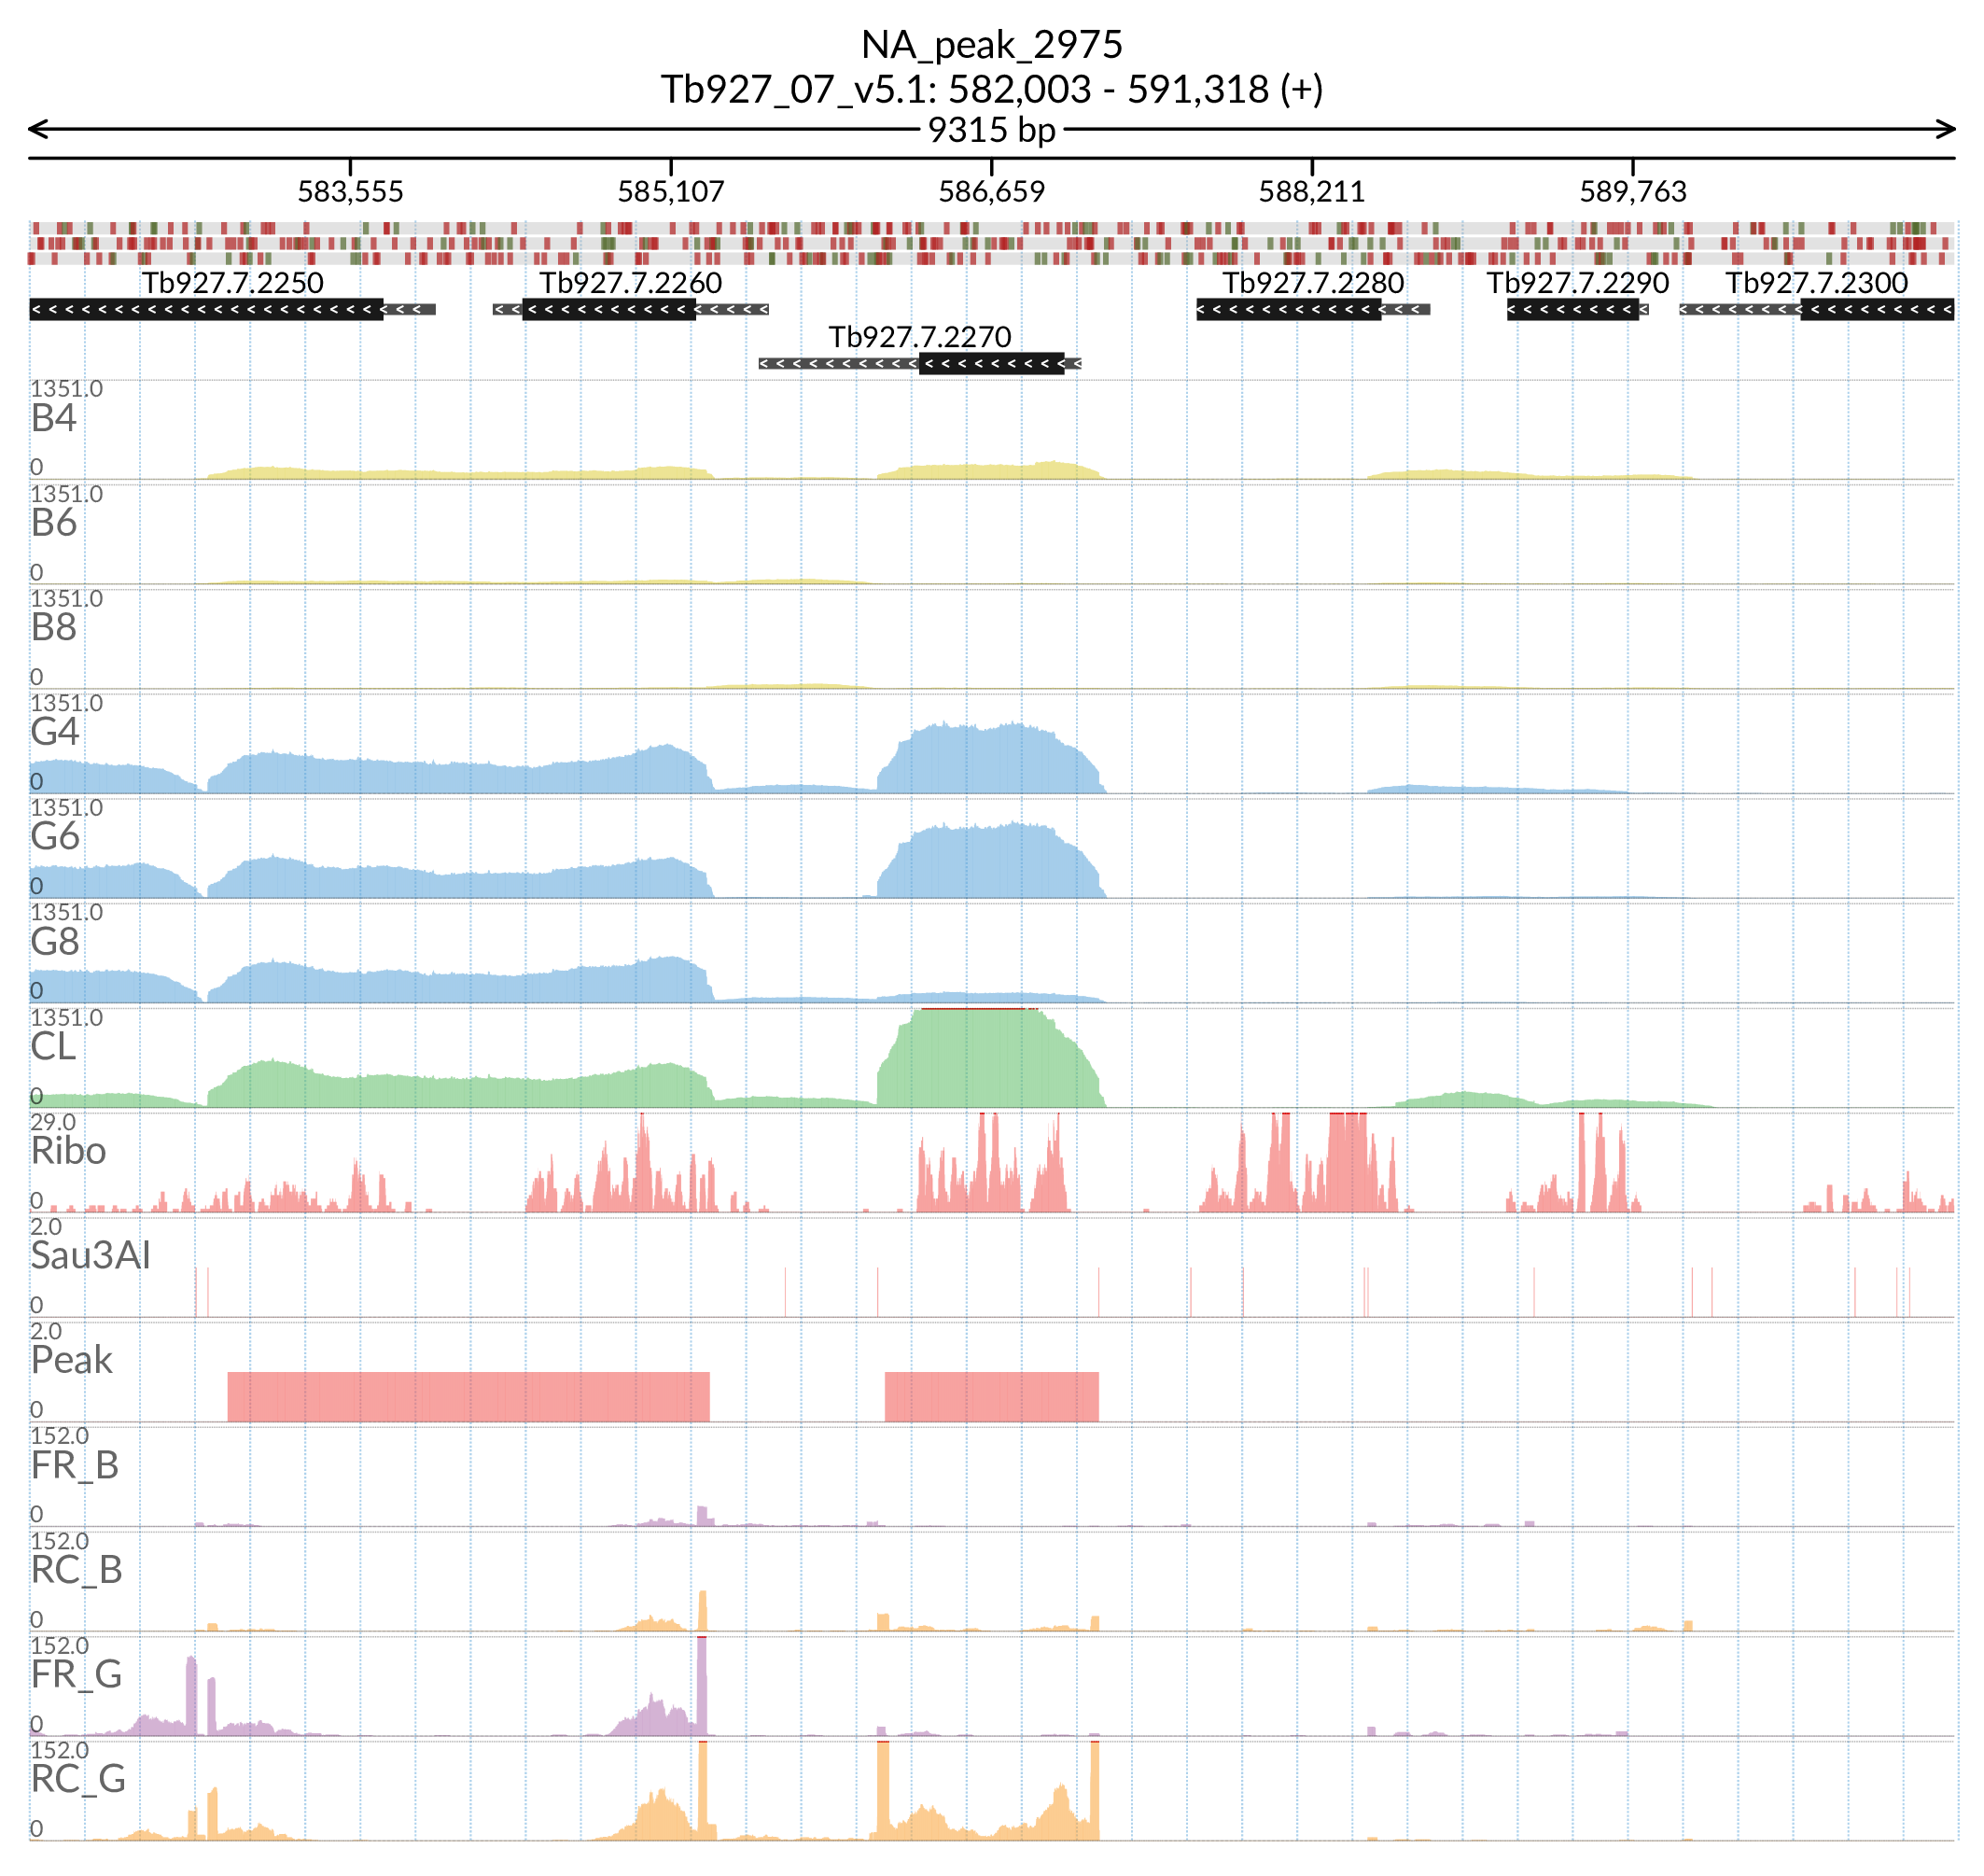 NA_peak_2975
Tb927_07_v5.1: 582,003 - 591,318 (+)
9315 bp
583,555 585,107 586,659 588,211 589,763
Tb927.7.2250 Tb927.7.2260 Tb927.7.2280 Tb927.7.2290 Tb927.7.2300
Tb927.7.2270
1351.0
B4
0
1351.0
B6
0
1351.0
B8
0
1351.0
G4
0
1351.0
G6
0
1351.0
G8
0
1351.0
CL
0
29.0
Ribo
0
2.0
Sau3AI
0
2.0
Peak
0
152.0
FR_B
0
152.0
RC_B
0
152.0
FR_G
0
152.0
RC_G
0